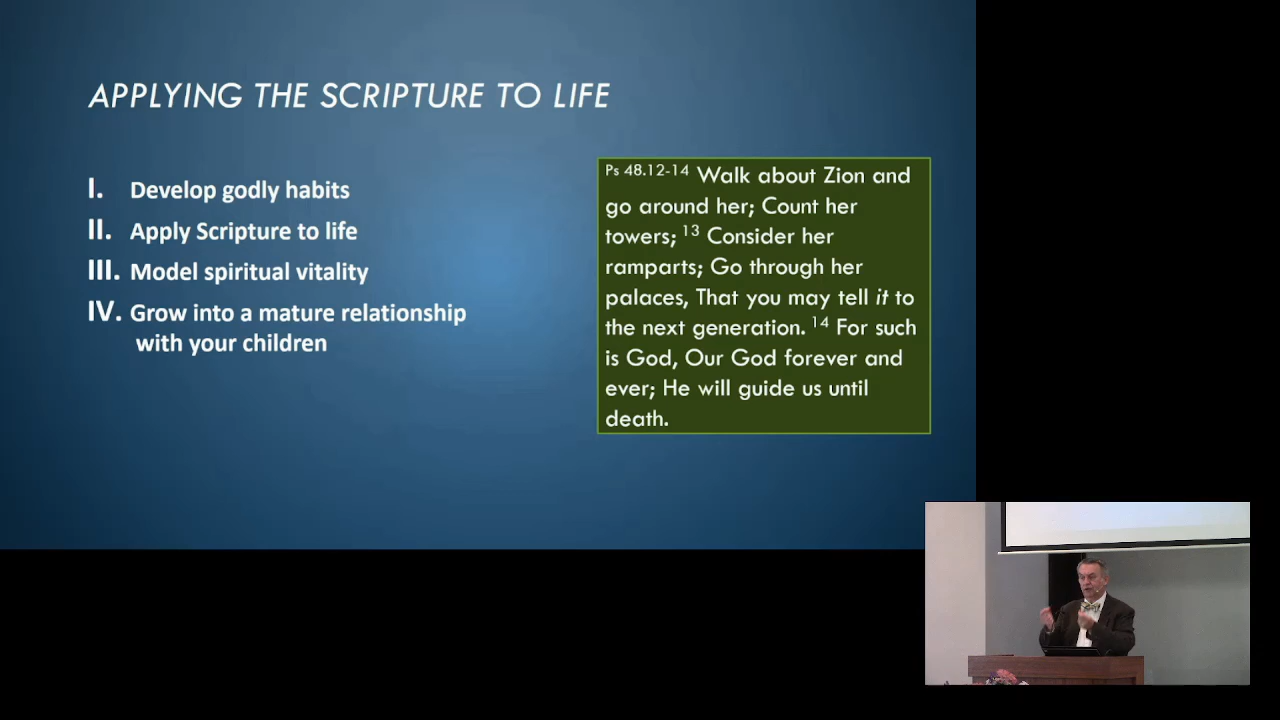 APPLYING THE SCRIPTURE TO LIFE
I. Develop godly habits
II. Apply Scripture to life
III. Model spiritual vitality
IV. Grow into a mature relationship
with your children
Ps 48.12-14 Walk about Zion and
go around her; Count her
towers; 13 Consider her
ramparts; Go through her
palaces, That you may tell it to
the next generation. 14 For such
is God, Our God forever and
ever; He will guide us until
death.